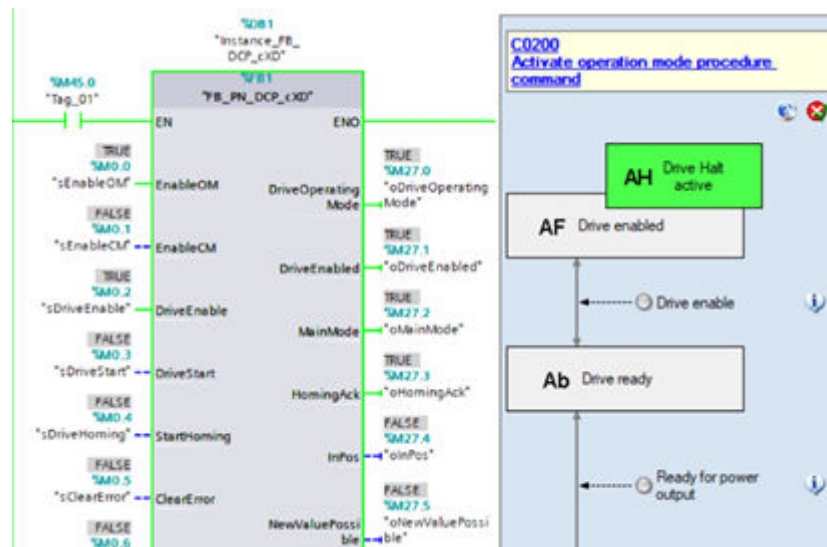 %DB1
"Instance_FB_
DCP_cXD"
%M45.0
"Tag_01"
%FB1
"FB_PN_DCP_cXD"
EN
ENO
TRUE
%M0.0
"sEnableOM"
EnableOM
FALSE
%M0.1
"sEnableCM"
EnableCM
TRUE
%M0.2
"sDriveEnable"
DriveEnable
FALSE
%M0.3
"sDriveStart"
DriveStart
FALSE
%M0.4
"sDriveHoming"
StartHoming
FALSE
%M0.5
"sClearError"
ClearError
FALSE
%M0.6
TRUE
%M27.0
DriveOperating
Mode
"oDriveOperating
Mode"
TRUE
%M27.1
DriveEnabled
"oDriveEnabled"
TRUE
%M27.2
MainMode
"oMainMode"
TRUE
%M27.3
HomingAck
"oHomingAck"
FALSE
%M27.4
InPos
"oInPos"
FALSE
%M27.5
NewValuePossi
ble
"oNewValuePossi
ble"
C0200
Activate operation mode procedure
command
AH Drive Halt
active
AF Drive enabled
Drive enable
Ab Drive ready
Ready for power
output